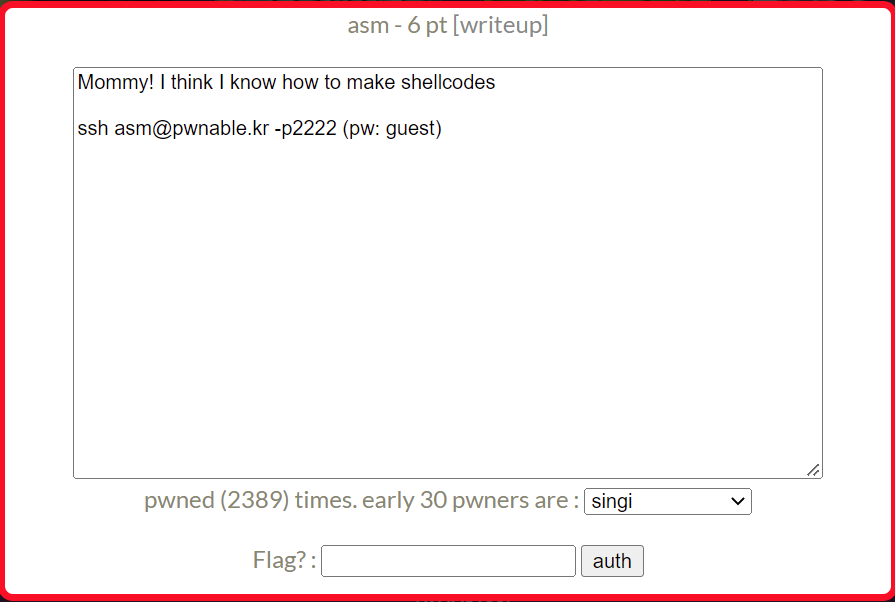 asm - 6 pt [writeup]
Mommy! I think I know how to make shellcodes
ssh asm@pwnable.kr -p2222 (pw: guest)
pwned (2389) times. early 30 pwners are : singi
Flag? : auth